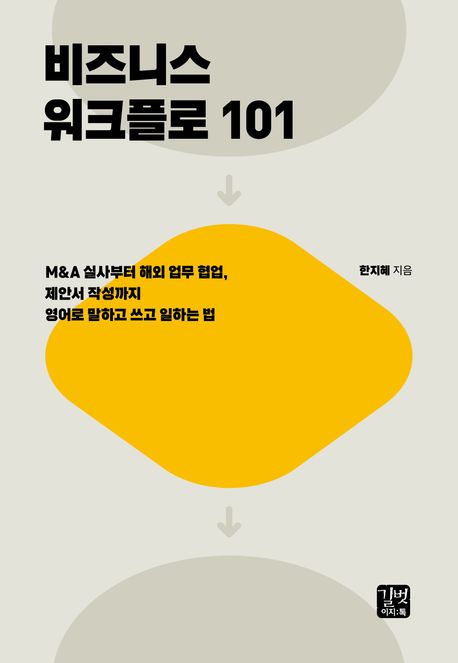 비즈니스
워크플로 101
M&A 실사부터 해외 업무 협업,
제안서 작성까지
영어로 말하고 쓰고 일하는 법
한지혜 지음
길벗
이지:톡